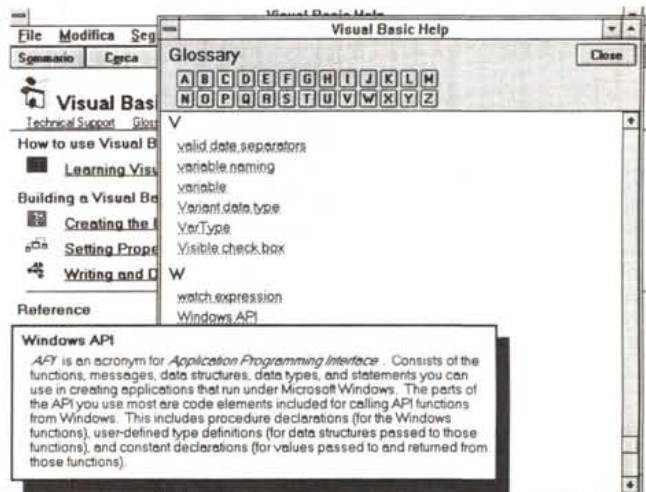 Visual Basic Help
File Modifica Seg
Sommario Cerca
Visual Bas
Technical Support Glos
How to use Visual B
Learning Visu
Building a Visual Ba
Creating the I
Setting Prope
Writing and D
Reference
Visual Basic Help
Glossary
Close
A B C D E F G H I J K L M
N O P Q R S T U V W X Y Z
V
valid date separators
variable naming
variable
Variant data type
VarType
Visible check box
W
watch expression
Windows API
Windows API
API is an acronym for Application Programming Interface . Consists of the
functions, messages, data structures, data types, and statements you can
use in creating applications that run under Microsoft Windows. The parts of
the API you use most are code elements included for calling API functions
from Windows. This includes procedure declarations (for the Windows
functions), user-defined type definitions (for data structures passed to those
functions), and constant declarations (for values passed to and returned from
those functions).